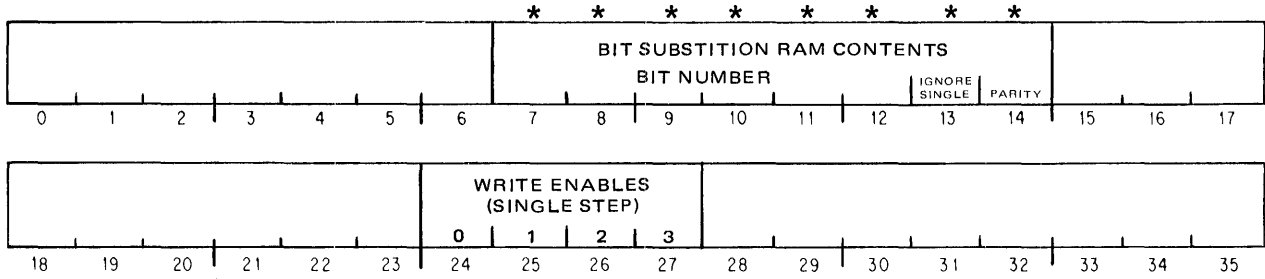 * * * * * * * *
BIT SUBSTITION RAM CONTENTS
BIT NUMBER
IGNORE
SINGLE PARITY
0 1 2 3 4 5 6 7 8 9 10 11 12 13 14 15 16 17
WRITE ENABLES
(SINGLE STEP)
0 1 2 3
18 19 20 21 22 23 24 25 26 27 28 29 30 31 32 33 34 35